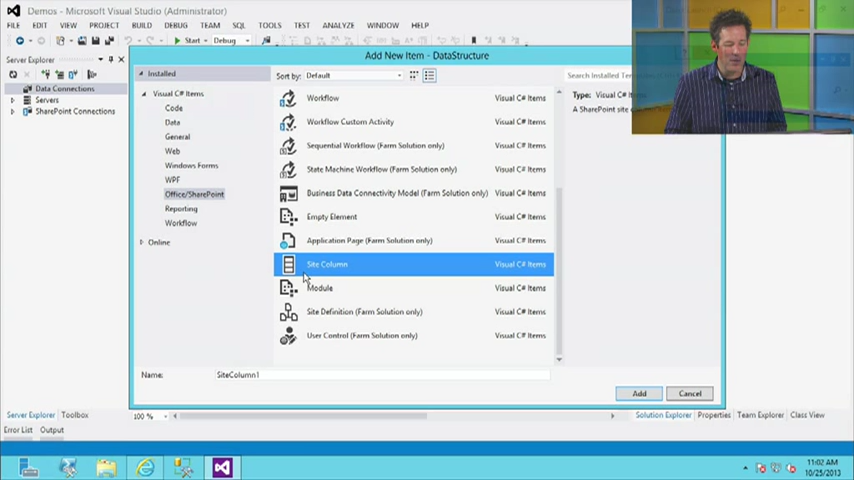 Demos - Microsoft Visual Studio (Administrator)
FILE EDIT VIEW PROJECT BUILD DEBUG TEAM SQL TOOLS TEST ANALYZE WINDOW HELP
Start Debug
Server Explorer
Data Connections
Servers
SharePoint Connections
Add New Item - DataStructure
Installed
Sort by: Default
Search Installed
Visual C# Items
Code
Data
General
Web
Windows Forms
WPF
Office/SharePoint
Reporting
Workflow
Online
Workflow Visual C# Items
Workflow Custom Activity Visual C# Items
Sequential Workflow (Farm Solution only) Visual C# Items
State Machine Workflow (Farm Solution only) Visual C# Items
Business Data Connectivity Model (Farm Solution only) Visual C# Items
Empty Element Visual C# Items
Application Page (Farm Solution only) Visual C# Items
Site Column Visual C# Items
Module Visual C# Items
Site Definition (Farm Solution only) Visual C# Items
User Control (Farm Solution only) Visual C# Items
Type: Visual C#
A SharePoint site
Name: SiteColumn1
Add Cancel
Server Explorer Toolbox
100 %
Solution Explorer Properties Team Explorer Class View
Error List Output
11:02 AM
10/25/2013